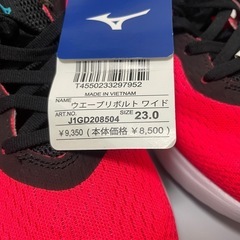 T4550233297952
MADE IN VIETNAM
NAME: ウエーブリボルト ワイド
ART NO. J1GD208504 SIZE 23.0
¥9,350 (本体価格 ¥8,500)